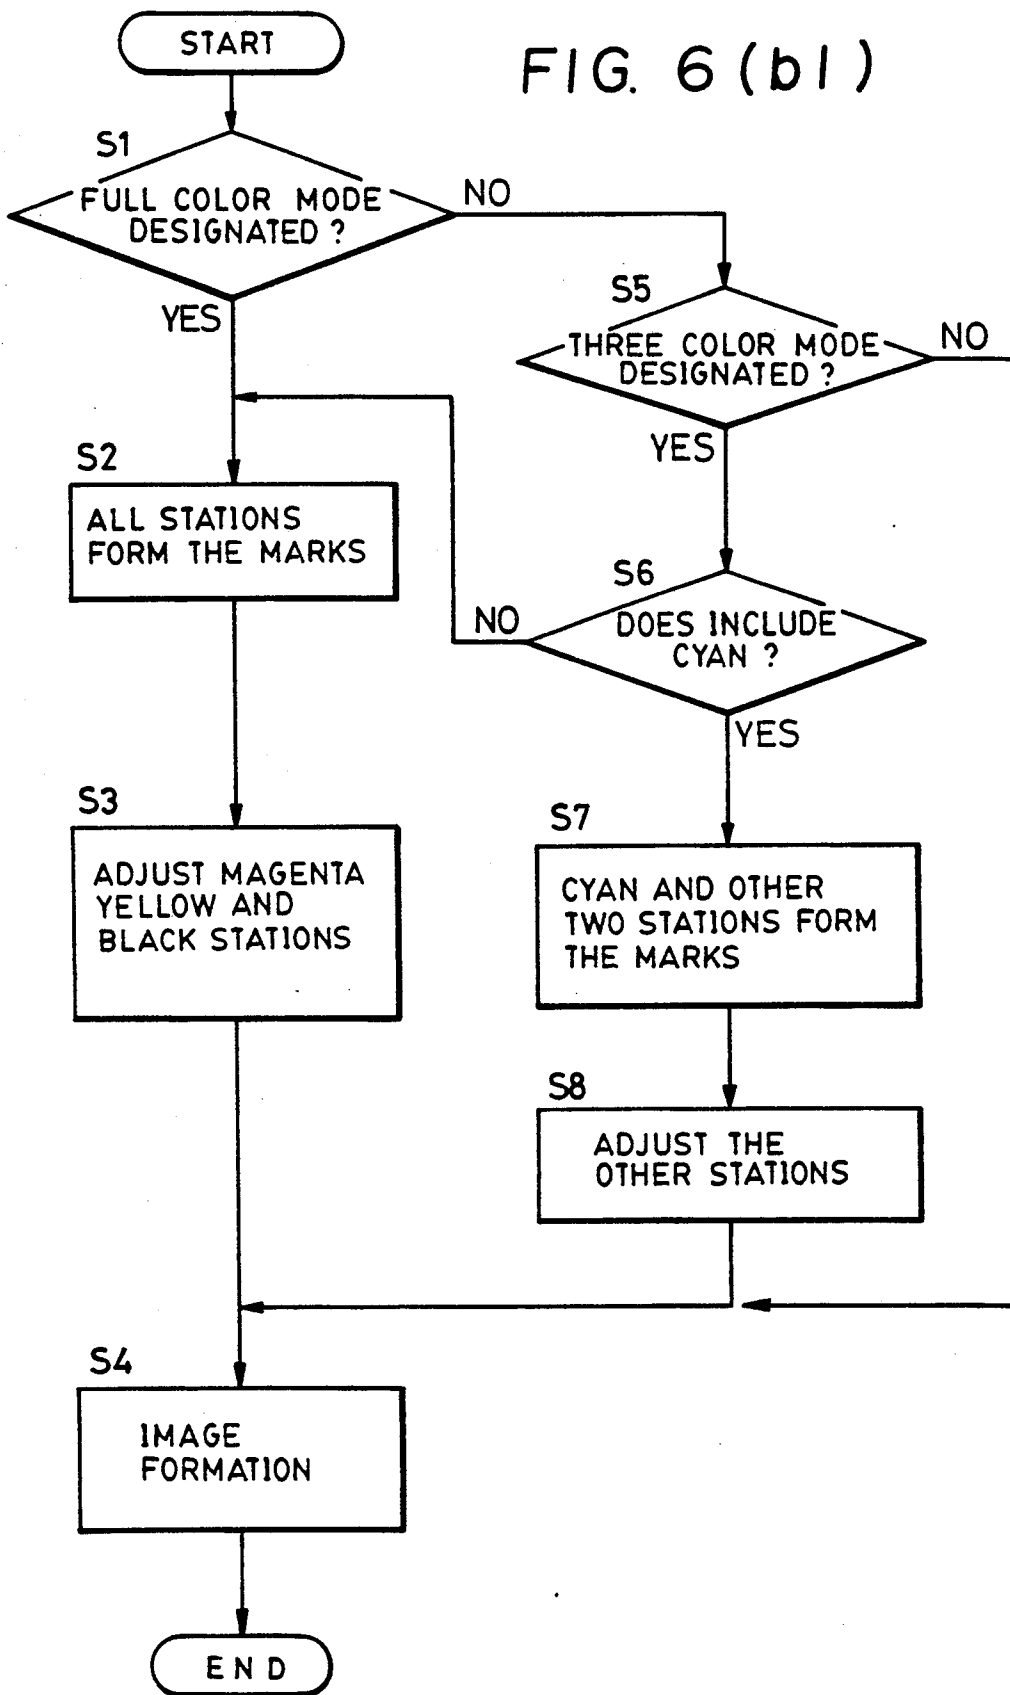 START
FIG. 6 (b1)
S1
FULL COLOR MODE
DESIGNATED ?
NO
YES
S5
THREE COLOR MODE
DESIGNATED ?
NO
YES
S2
ALL STATIONS
FORM THE MARKS
S6
DOES INCLUDE
CYAN ?
NO
YES
S3
ADJUST MAGENTA
YELLOW AND
BLACK STATIONS
S7
CYAN AND OTHER
TWO STATIONS FORM
THE MARKS
S8
ADJUST THE
OTHER STATIONS
S4
IMAGE
FORMATION
END